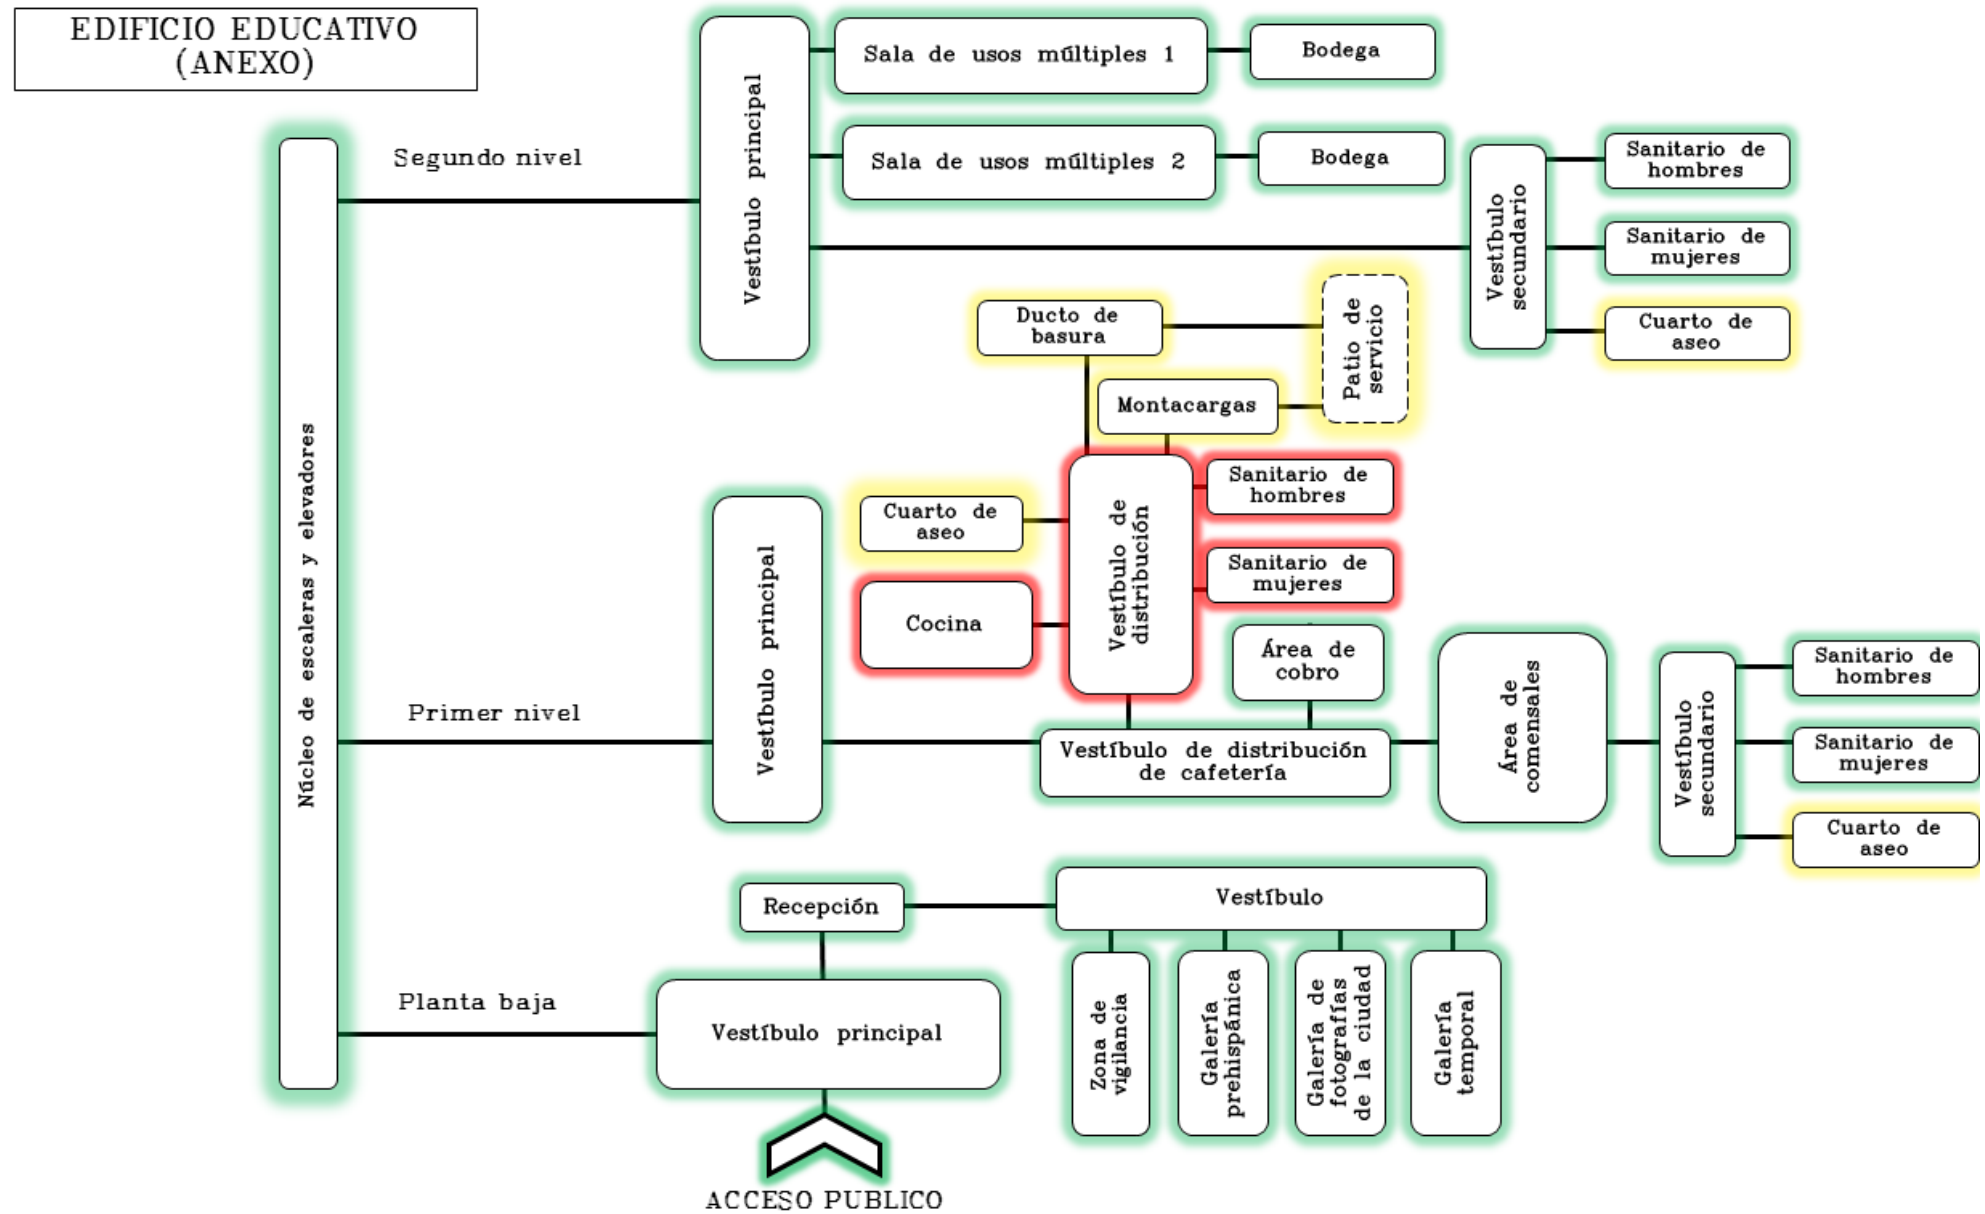 EDIFICIO EDUCATIVO
(ANEXO)
Núcleo de escaleras y elevadores
Segundo nivel
Vestíbulo principal
Sala de usos múltiples 1
Bodega
Sala de usos múltiples 2
Bodega
Vestíbulo
secundario
Sanitario de
hombres
Sanitario de
mujeres
Cuarto de
aseo
Ducto de
basura
Patio de
servicio
Montacargas
Primer nivel
Vestíbulo principal
Cuarto de
aseo
Cocina
Vestíbulo de
distribución
Sanitario de
hombres
Sanitario de
mujeres
Área de
cobro
Vestíbulo de distribución
de cafetería
Área de
comensales
Vestíbulo
secundario
Sanitario de
hombres
Sanitario de
mujeres
Cuarto de
aseo
Planta baja
Recepción
Vestíbulo
Vestíbulo principal
Zona de
vigilancia
Galería
prehispánica
Galería de
fotografías
de la ciudad
Galería
temporal
ACCESO PUBLICO